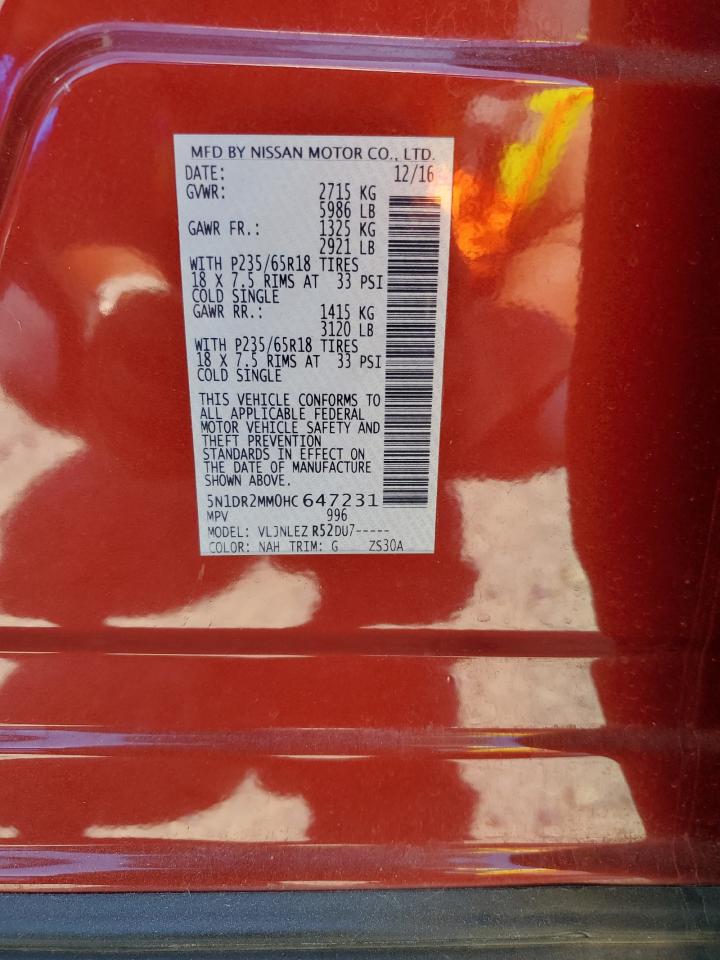 MFD BY NISSAN MOTOR CO., LTD.
DATE: 12/16
GVWR: 2715 KG
5986 LB
GAWR FR.: 1325 KG
2921 LB
WITH P235/65R18 TIRES
18 X 7.5 RIMS AT 33 PSI
COLD SINGLE
GAWR RR.: 1415 KG
3120 LB
WITH P235/65R18 TIRES
18 X 7.5 RIMS AT 33 PSI
COLD SINGLE
THIS VEHICLE CONFORMS TO
ALL APPLICABLE FEDERAL
MOTOR VEHICLE SAFETY AND
THEFT PREVENTION
STANDARDS IN EFFECT ON
THE DATE OF MANUFACTURE
SHOWN ABOVE.
5N1DR2MM0HC647231
MPV 996
MODEL: VLJNLEZ R52DU7-----
COLOR: NAH TRIM: G ZS30A